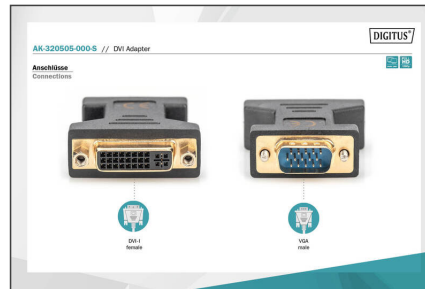 DIGITUS®
AK-320505-000-S // DVI Adapter
Anschlüsse
Connections
DVI-I
female
VGA
male